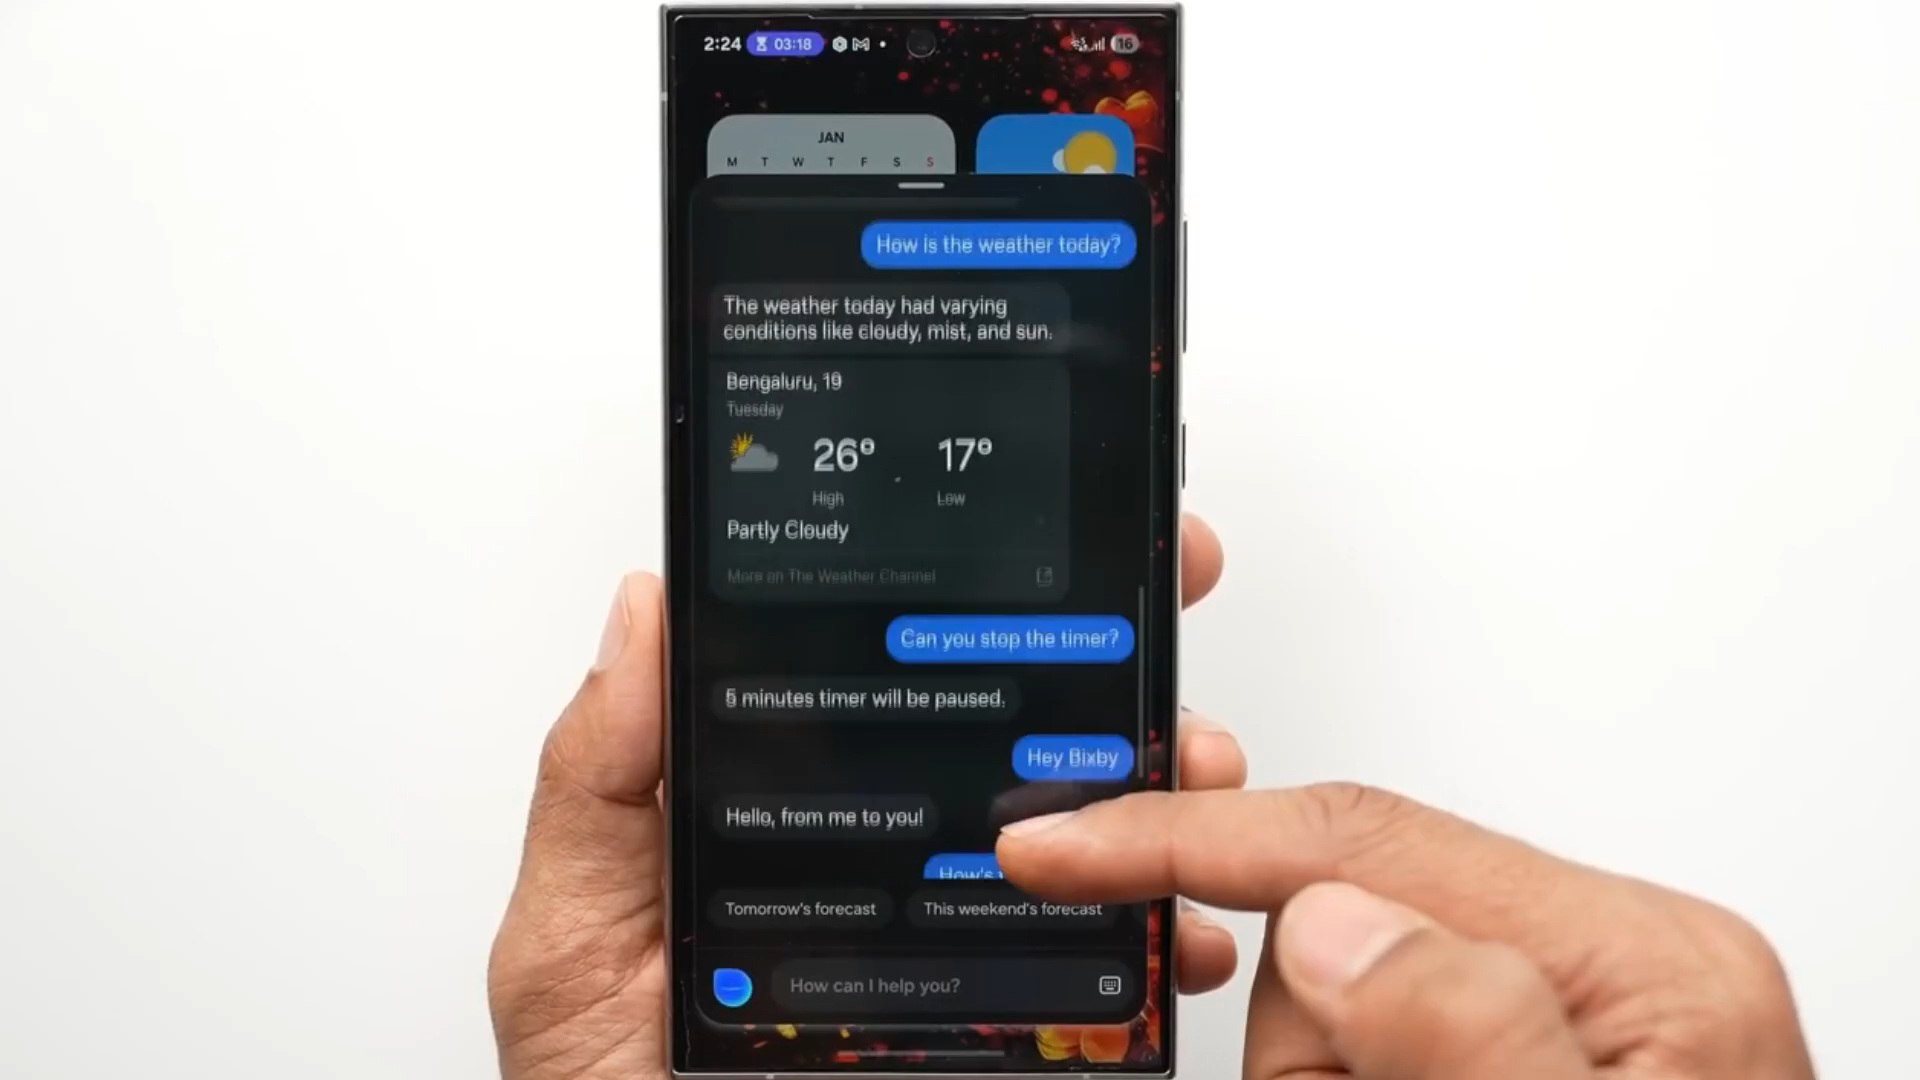 2:24 03:18 16
JAN
M T W T F S S
How is the weather today?
The weather today had varying
conditions like cloudy, mist, and sun.
Bengaluru, 19
Tuesday
26° 17°
High Low
Partly Cloudy
More on The Weather Channel
Can you stop the timer?
5 minutes timer will be paused.
Hey Bixby
Hello, from me to you!
How's
Tomorrow's forecast This weekend's forecast
How can I help you?